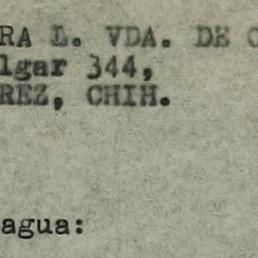 RA L. VDA. DE C
lgar 344,
REZ, CHIH.
agua: